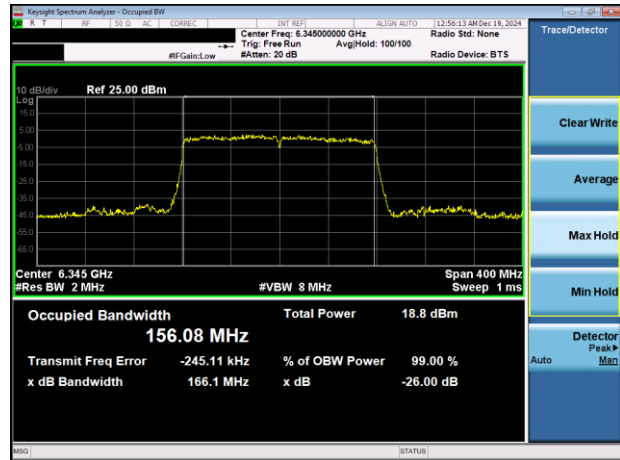 Keysight Spectrum Analyzer - Occupied BW
LXI R T RF 50 Ω AC CORREC INT REF ALIGN AUTO 12:56:13 AM Dec 19, 2024
Center Freq: 6.345000000 GHz Radio Std: None
Trig: Free Run Avg|Hold: 100/100
#IFGain:Low #Atten: 20 dB Radio Device: BTS
Trace/Detector
10 dB/div Ref 25.00 dBm
Log
15.0
5.00
-5.00
-15.0
-25.0
-35.0
-45.0
-55.0
-65.0
Center 6.345 GHz Span 400 MHz
#Res BW 2 MHz #VBW 8 MHz Sweep 1 ms
Occupied Bandwidth Total Power 18.8 dBm
156.08 MHz
Transmit Freq Error -245.11 kHz % of OBW Power 99.00 %
x dB Bandwidth 166.1 MHz x dB -26.00 dB
Clear Write
Average
Max Hold
Min Hold
Detector
Peak▶
Auto Man
MSG STATUS